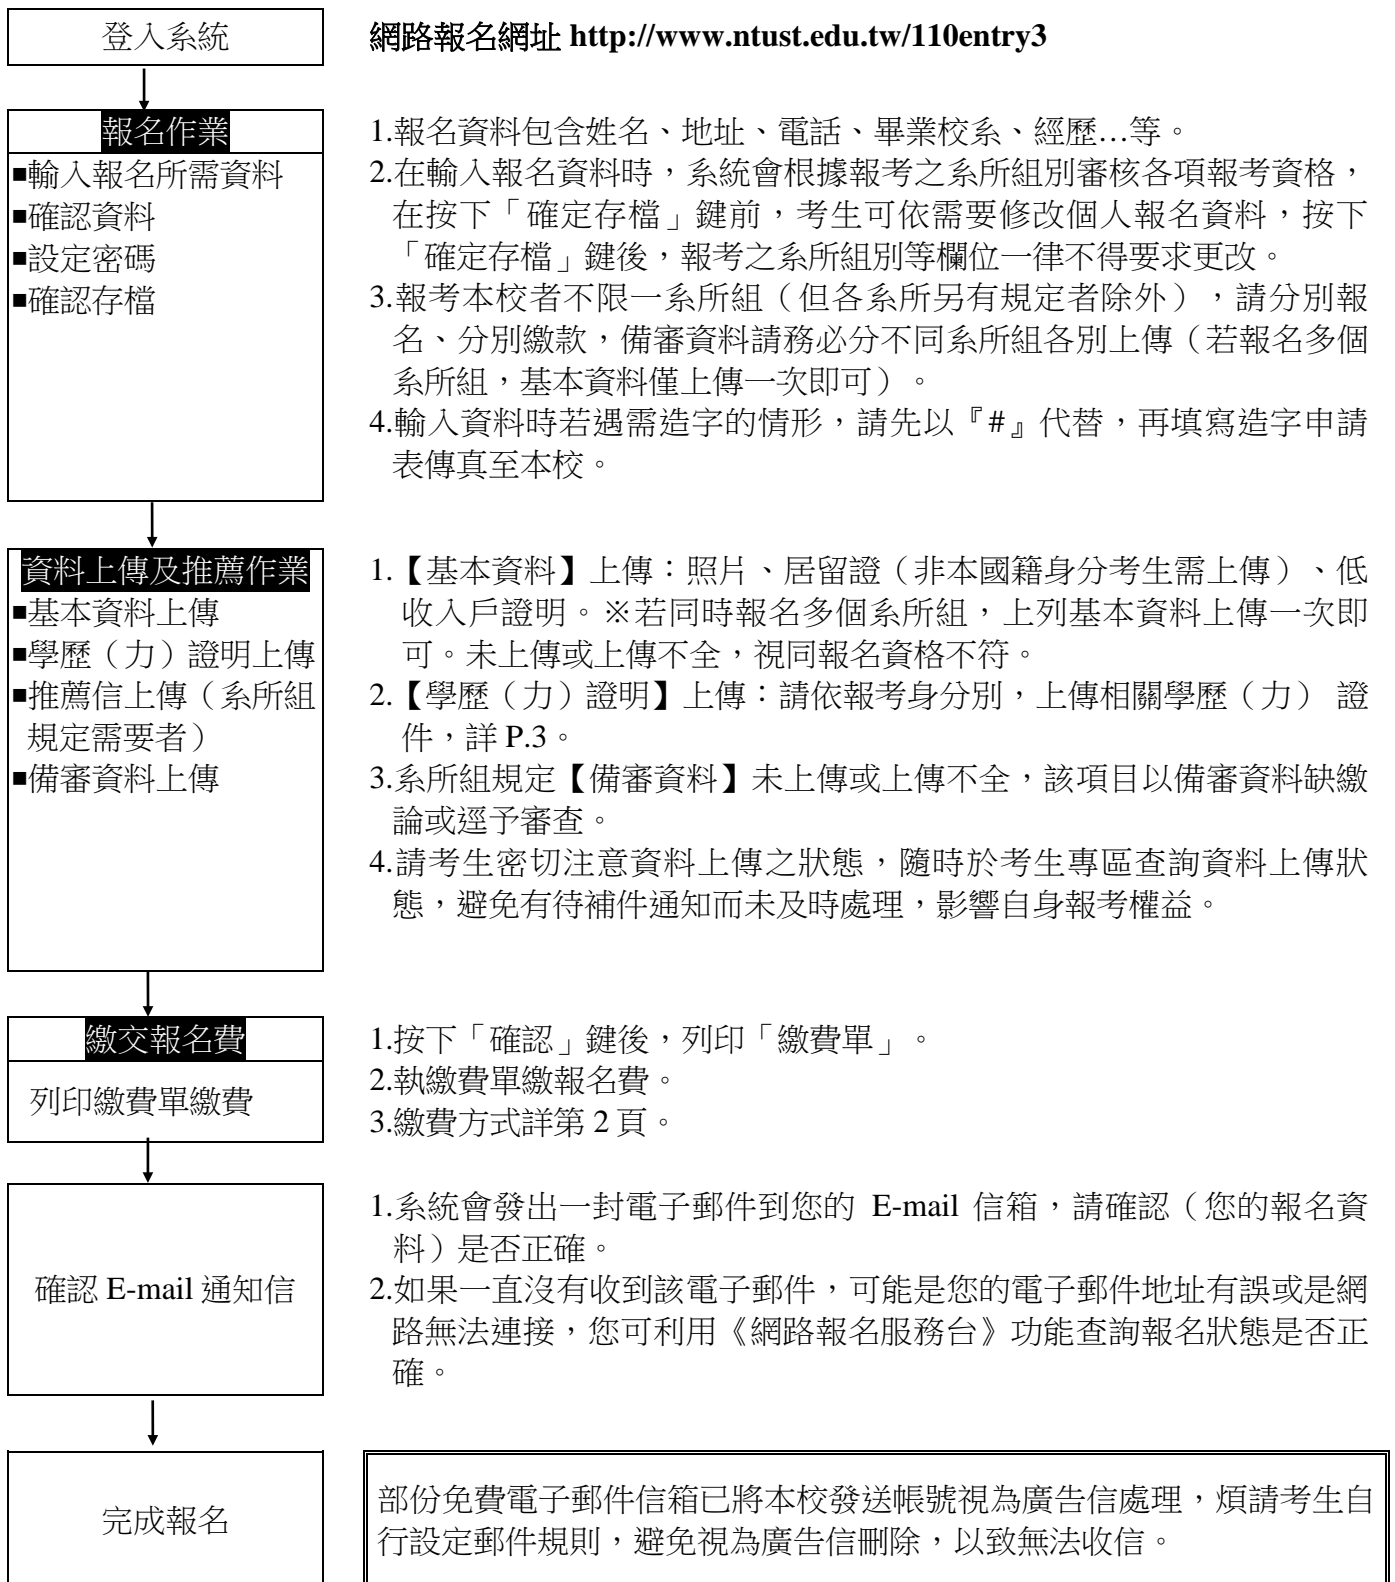 登入系統
網路報名網址 http://www.ntust.edu.tw/110entry3
報名作業
■輸入報名所需資料
■確認資料
■設定密碼
■確認存檔
1.報名資料包含姓名、地址、電話、畢業校系、經歷…等。
2.在輸入報名資料時，系統會根據報考之系所組別審核各項報考資格，
在按下「確定存檔」鍵前，考生可依需要修改個人報名資料，按下
「確定存檔」鍵後，報考之系所組別等欄位一律不得要求更改。
3.報考本校者不限一系所組（但各系所另有規定者除外），請分別報
名、分別繳款，備審資料請務必分不同系所組各別上傳（若報名多個
系所組，基本資料僅上傳一次即可）。
4.輸入資料時若遇需造字的情形，請先以『#』代替，再填寫造字申請
表傳真至本校。
資料上傳及推薦作業
■基本資料上傳
■學歷（力）證明上傳
■推薦信上傳（系所組
規定需要者）
■備審資料上傳
1.【基本資料】上傳：照片、居留證（非本國籍身分考生需上傳）、低
收入戶證明。※若同時報名多個系所組，上列基本資料上傳一次即
可。未上傳或上傳不全，視同報名資格不符。
2.【學歷（力）證明】上傳：請依報考身分別，上傳相關學歷（力） 證
件，詳 P.3。
3.系所組規定【備審資料】未上傳或上傳不全，該項目以備審資料缺繳
論或逕予審查。
4.請考生密切注意資料上傳之狀態，隨時於考生專區查詢資料上傳狀
態，避免有待補件通知而未及時處理，影響自身報考權益。
繳交報名費
列印繳費單繳費
1.按下「確認」鍵後，列印「繳費單」。
2.執繳費單繳報名費。
3.繳費方式詳第 2 頁。
確認 E-mail 通知信
1.系統會發出一封電子郵件到您的 E-mail 信箱，請確認（您的報名資
料）是否正確。
2.如果一直沒有收到該電子郵件，可能是您的電子郵件地址有誤或是網
路無法連接，您可利用《網路報名服務台》功能查詢報名狀態是否正
確。
完成報名
部份免費電子郵件信箱已將本校發送帳號視為廣告信處理，煩請考生自
行設定郵件規則，避免視為廣告信刪除，以致無法收信。